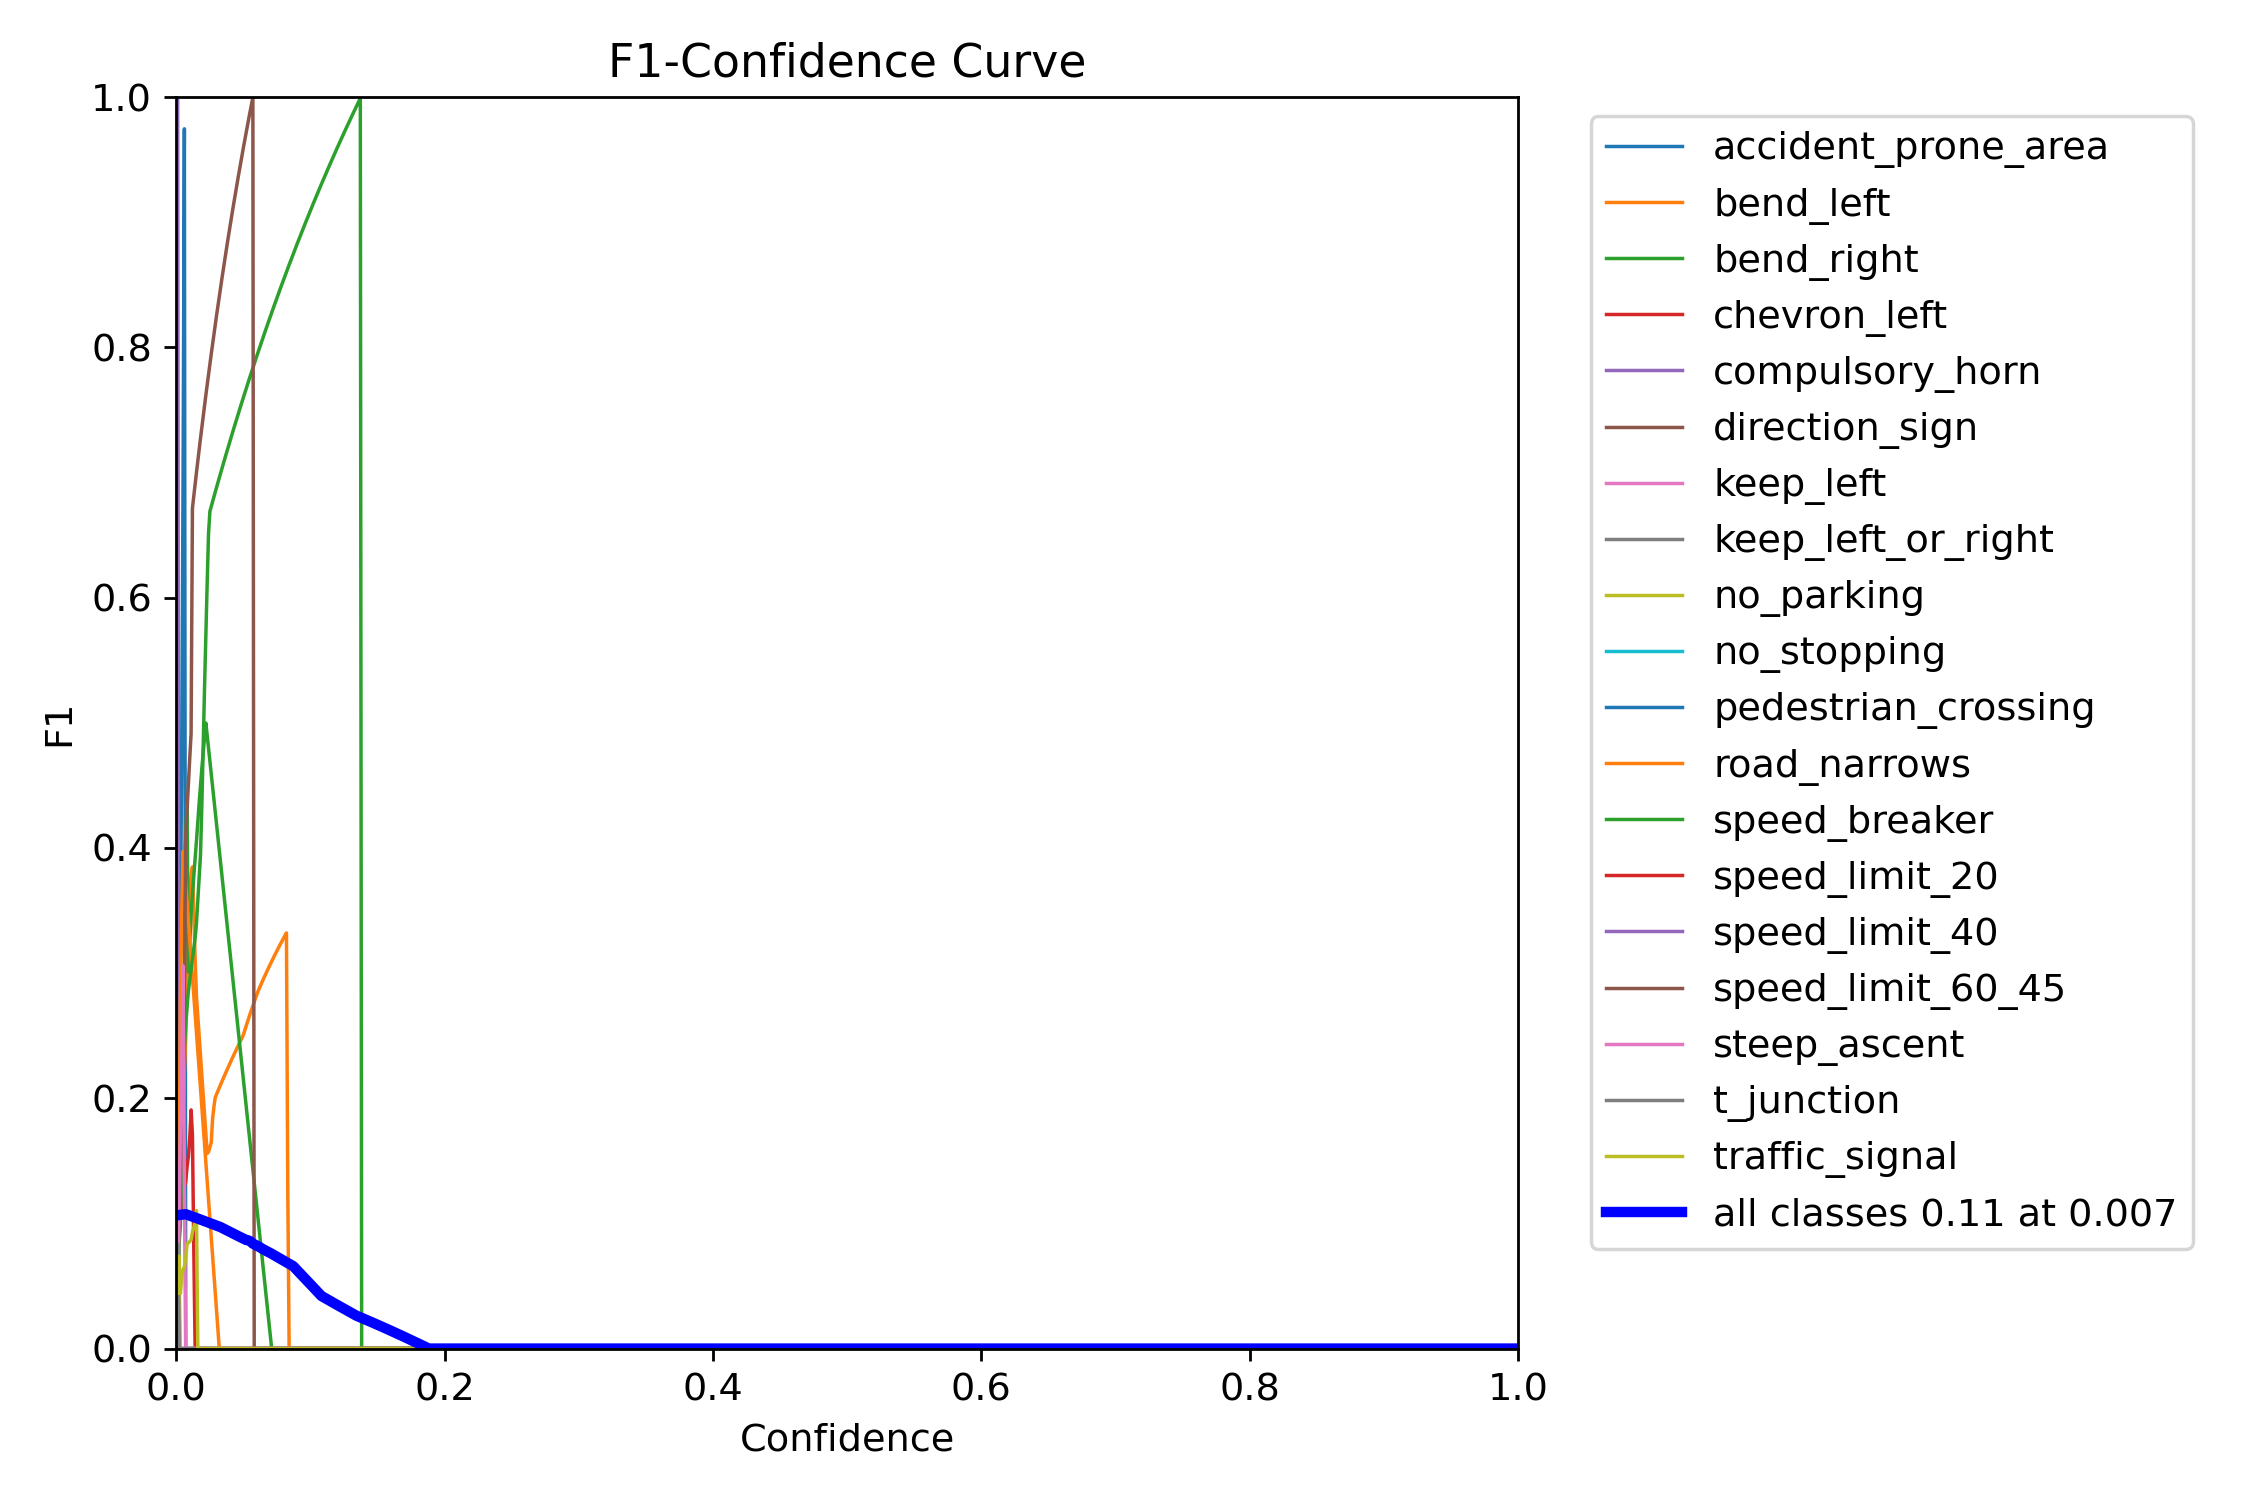 F1-Confidence Curve
1.0
0.8
0.6
0.4
0.2
0.0
F1
0.0 0.2 0.4 0.6 0.8 1.0
Confidence
accident_prone_area
bend_left
bend_right
chevron_left
compulsory_horn
direction_sign
keep_left
keep_left_or_right
no_parking
no_stopping
pedestrian_crossing
road_narrows
speed_breaker
speed_limit_20
speed_limit_40
speed_limit_60_45
steep_ascent
t_junction
traffic_signal
all classes 0.11 at 0.007